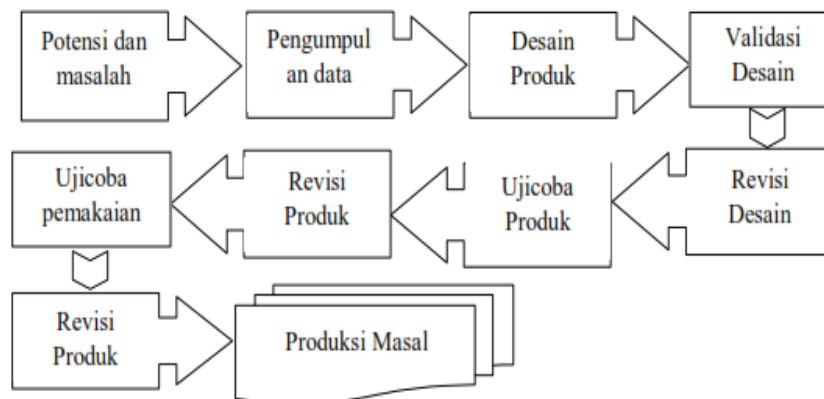 Potensi dan
masalah
Pengumpul
an data
Desain
Produk
Validasi
Desain
Revisi
Desain
Ujicoba
Produk
Revisi
Produk
Ujicoba
pemakaian
Revisi
Produk
Produksi Masal